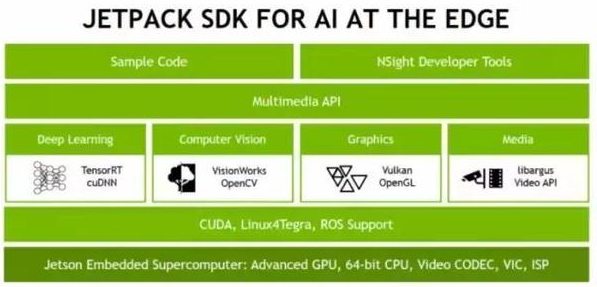 JETPACK SDK FOR AI AT THE EDGE
Sample Code
NSight Developer Tools
Multimedia API
Deep Learning
TensorRT
cuDNN
Computer Vision
VisionWorks
OpenCV
Graphics
Vulkan
OpenGL
Media
libargus
Video API
CUDA, Linux4Tegra, ROS Support
Jetson Embedded Supercomputer: Advanced GPU, 64-bit CPU, Video CODEC, VIC, ISP